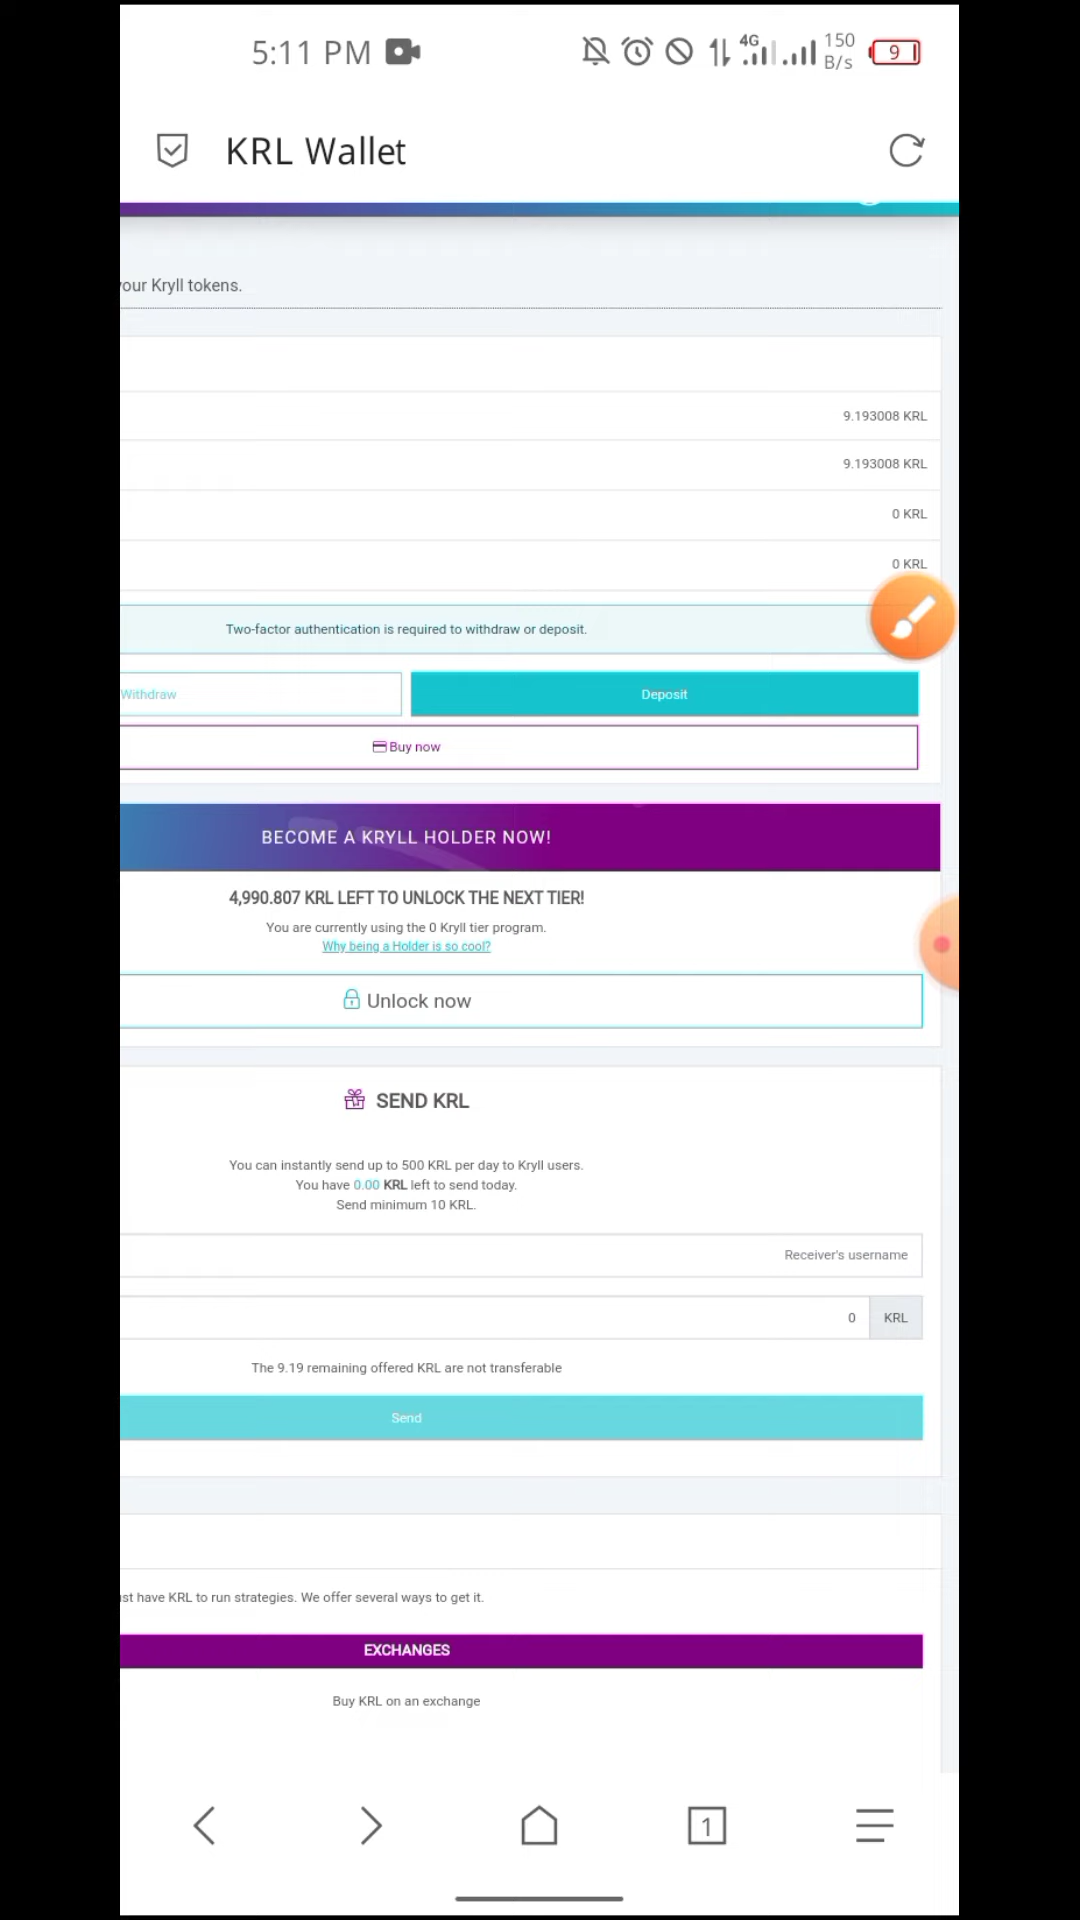 5:11 PM
4G
150
B/s
9
KRL Wallet
your Kryll tokens.
9.193008 KRL
9.193008 KRL
0 KRL
0 KRL
Two-factor authentication is required to withdraw or deposit.
Withdraw
Deposit
Buy now
BECOME A KRYLL HOLDER NOW!
4,990.807 KRL LEFT TO UNLOCK THE NEXT TIER!
You are currently using the 0 Kryll tier program.
Why being a Holder is so cool?
Unlock now
SEND KRL
You can instantly send up to 500 KRL per day to Kryll users.
You have 0.00 KRL left to send today.
Send minimum 10 KRL.
Receiver's username
0 KRL
The 9.19 remaining offered KRL are not transferable
Send
st have KRL to run strategies. We offer several ways to get it.
EXCHANGES
Buy KRL on an exchange
1